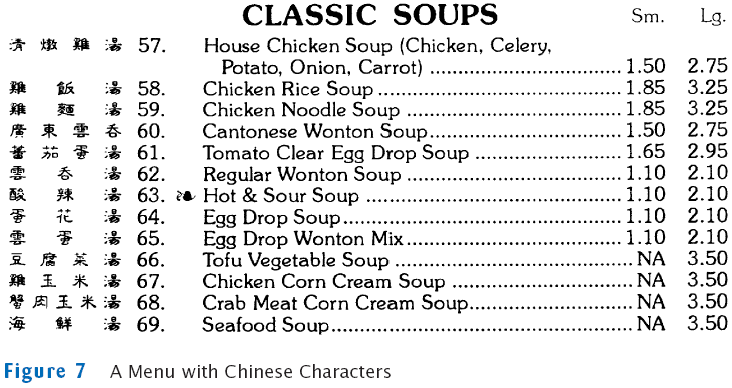 CLASSIC SOUPS Sm. Lg.
清燉雞湯 57. House Chicken Soup (Chicken, Celery,
Potato, Onion, Carrot) 1.50 2.75
雞飯湯 58. Chicken Rice Soup 1.85 3.25
雞麵湯 59. Chicken Noodle Soup 1.85 3.25
廣東雲吞 60. Cantonese Wonton Soup 1.50 2.75
蕃茄蛋湯 61. Tomato Clear Egg Drop Soup 1.65 2.95
雲吞湯 62. Regular Wonton Soup 1.10 2.10
酸辣湯 63. Hot & Sour Soup 1.10 2.10
蛋花湯 64. Egg Drop Soup 1.10 2.10
雲蛋湯 65. Egg Drop Wonton Mix 1.10 2.10
豆腐菜湯 66. Tofu Vegetable Soup NA 3.50
雞玉米湯 67. Chicken Corn Cream Soup NA 3.50
蟹肉玉米湯 68. Crab Meat Corn Cream Soup NA 3.50
海鮮湯 69. Seafood Soup NA 3.50
Figure 7 A Menu with Chinese Characters